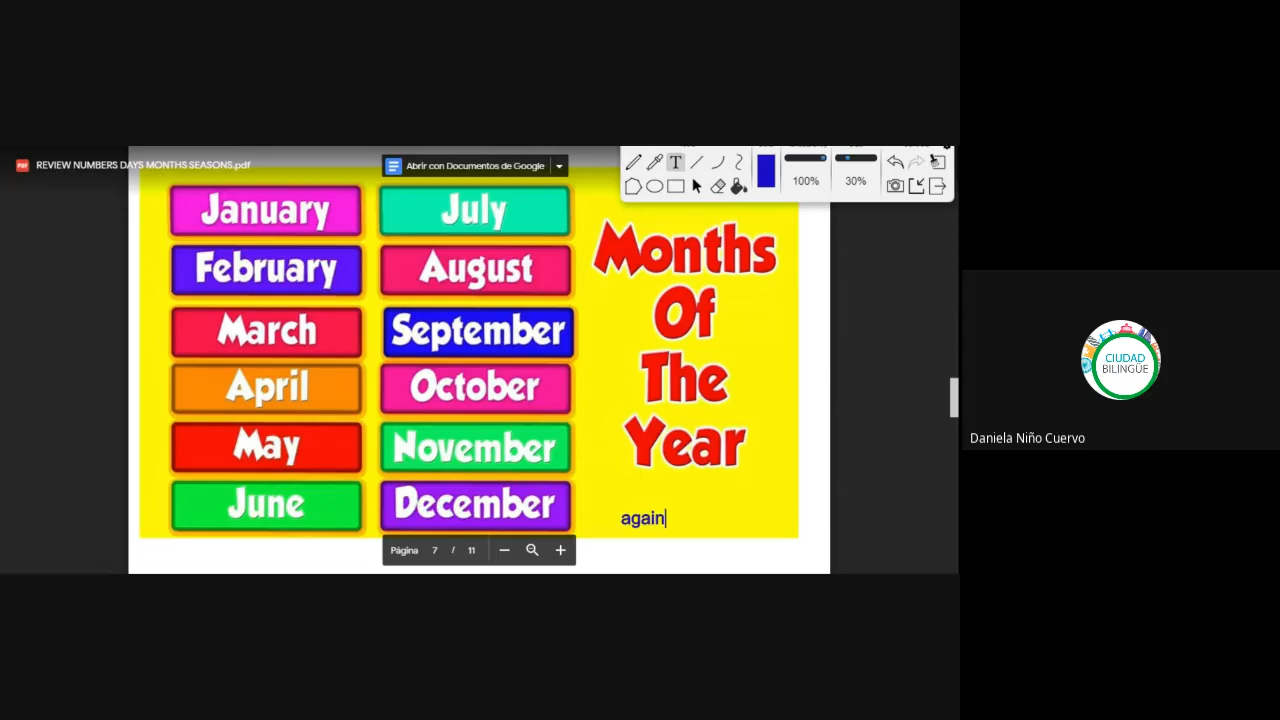 REVIEW NUMBERS DAYS MONTHS SEASONS.pdf
Abrir con Documentos de Google
100%
30%
January
February
March
April
May
June
July
August
September
October
November
December
Months
Of
The
Year
again
Página 7 / 11
CIUDAD
BILINGÜE
Daniela Niño Cuervo